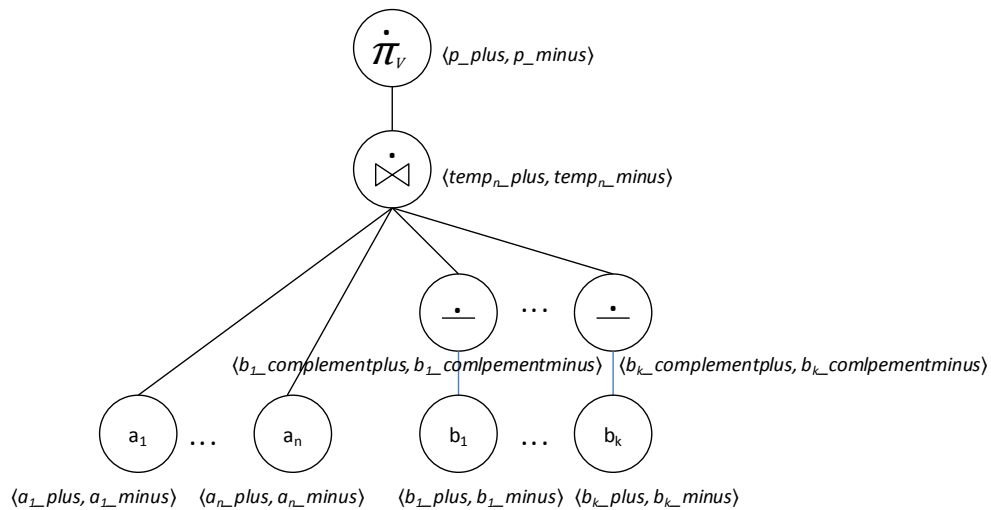 π̇_V
⟨p_plus, p_minus⟩
⋈̇
⟨temp_n_plus, temp_n_minus⟩
∸ ... ∸
⟨b_1_complementplus, b_1_comlpementminus⟩ ⟨b_k_complementplus, b_k_comlpementminus⟩
a_1 ... a_n b_1 ... b_k
⟨a_1_plus, a_1_minus⟩ ⟨a_n_plus, a_n_minus⟩ ⟨b_1_plus, b_1_minus⟩ ⟨b_k_plus, b_k_minus⟩